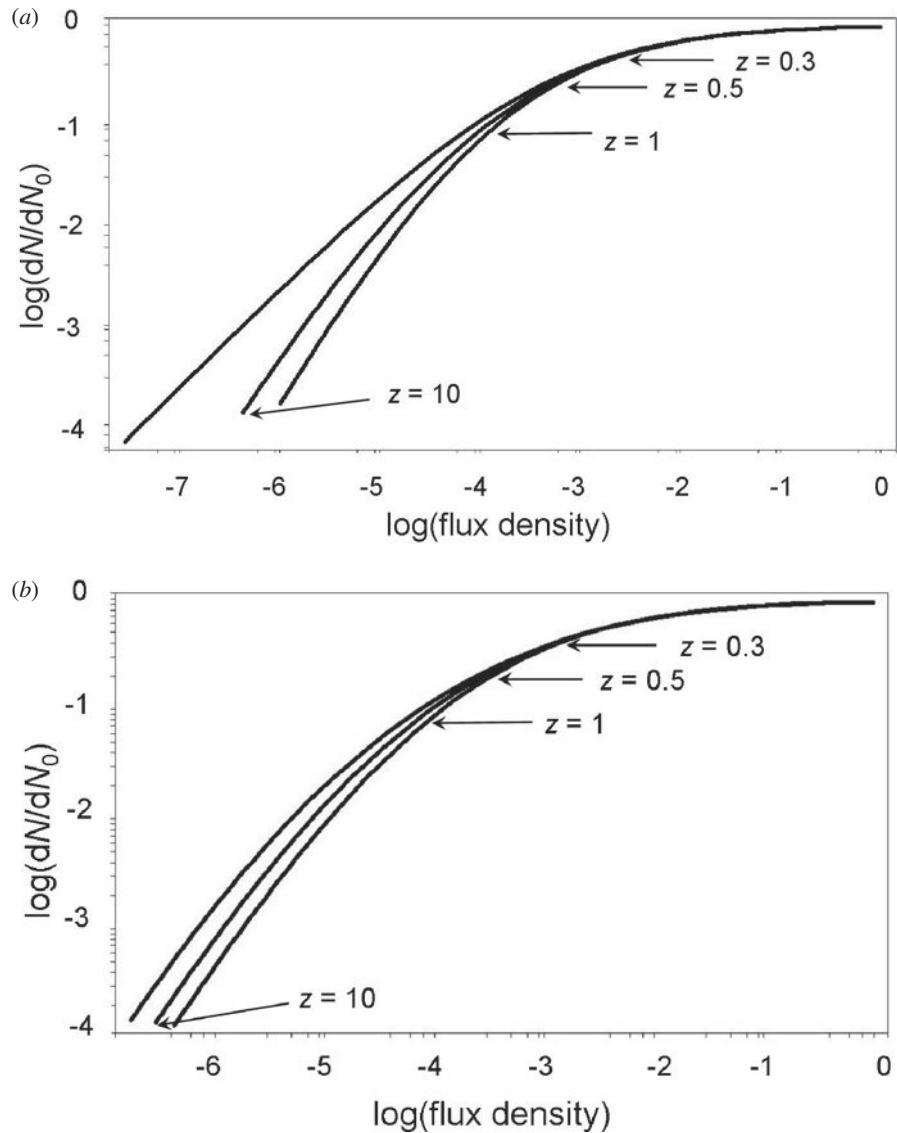 (a)
0
-1
-2
-3
-4
log(dN/dN₀)
z = 0.3
z = 0.5
z = 1
z = 10
-7 -6 -5 -4 -3 -2 -1 0
log(flux density)
(b)
0
-1
-2
-3
-4
log(dN/dN₀)
z = 0.3
z = 0.5
z = 1
z = 10
-6 -5 -4 -3 -2 -1 0
log(flux density)